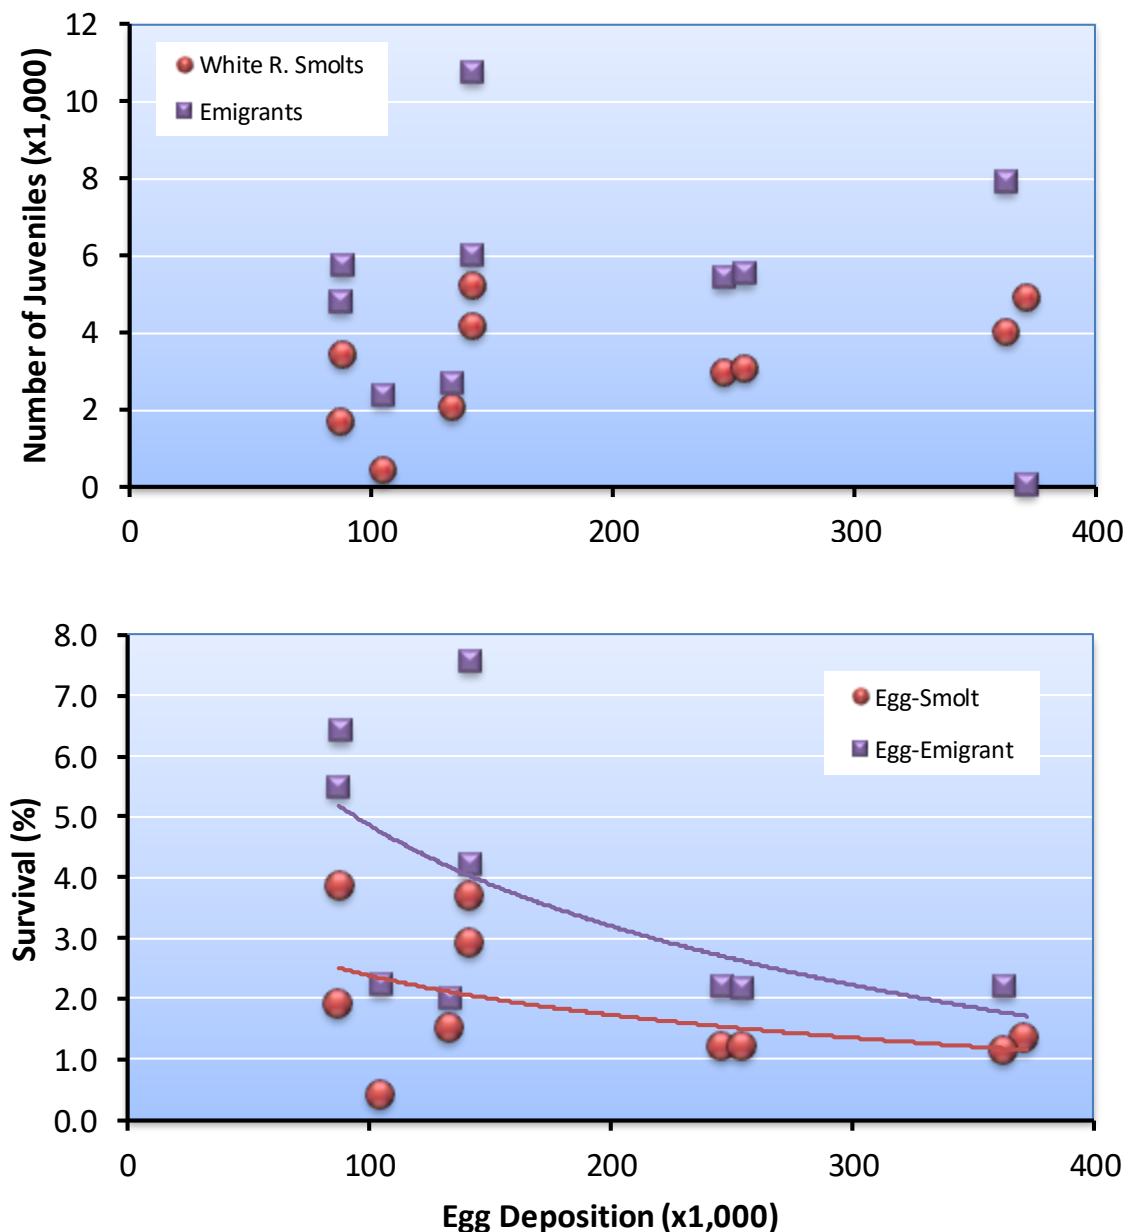 Number of Juveniles (x1,000)
12
10
8
6
4
2
0
White R. Smolts
Emigrants
0 100 200 300 400
Survival (%)
8.0
7.0
6.0
5.0
4.0
3.0
2.0
1.0
0.0
Egg-Smolt
Egg-Emigrant
0 100 200 300 400
Egg Deposition (x1,000)